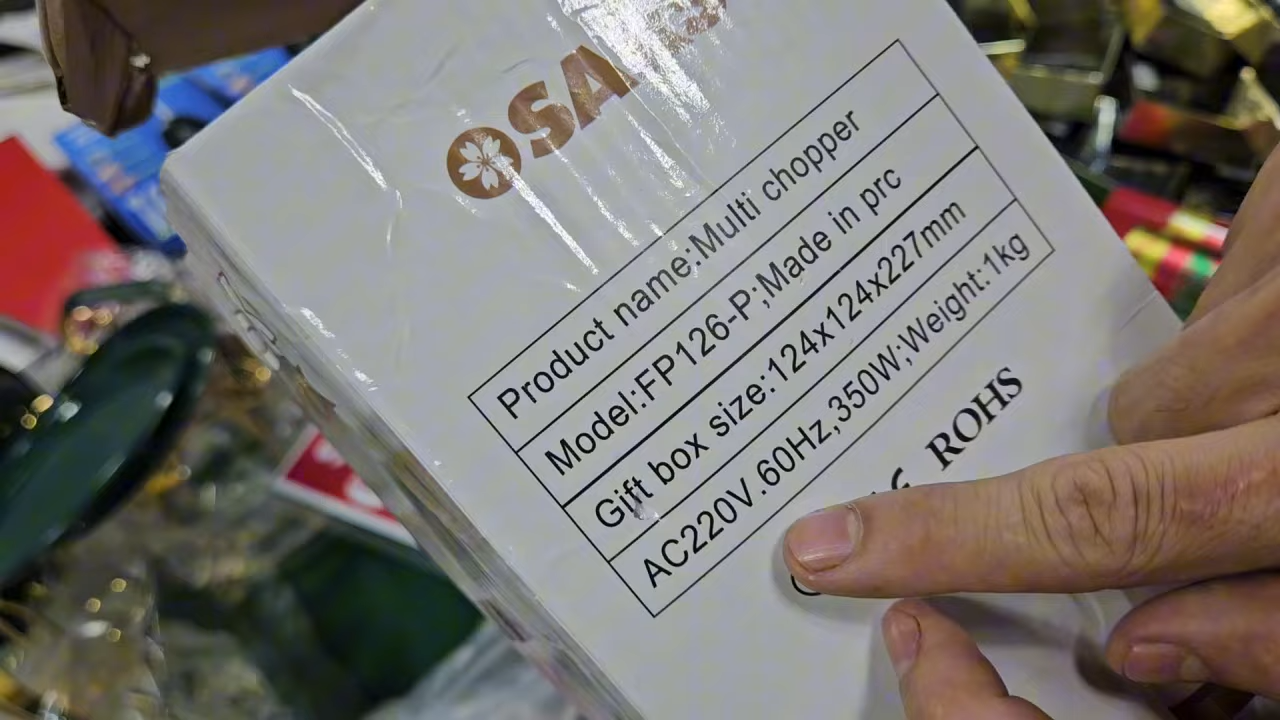 Product name:Multi chopper
Model:FP126-P;Made in prc
Gift box size:124x124x227mm
AC220V.60Hz,350W;Weight:1kg
ROHS